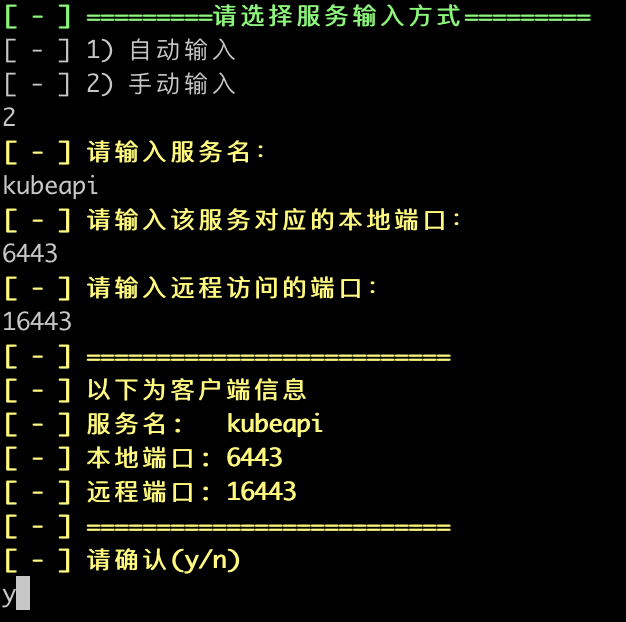 [ - ] =========请选择服务输入方式=========
[ - ] 1) 自动输入
[ - ] 2) 手动输入
2
[ - ] 请输入服务名:
kubeapi
[ - ] 请输入该服务对应的本地端口:
6443
[ - ] 请输入远程访问的端口:
16443
[ - ] ==========================
[ - ] 以下为客户端信息
[ - ] 服务名: kubeapi
[ - ] 本地端口: 6443
[ - ] 远程端口: 16443
[ - ] ==========================
[ - ] 请确认(y/n)
y